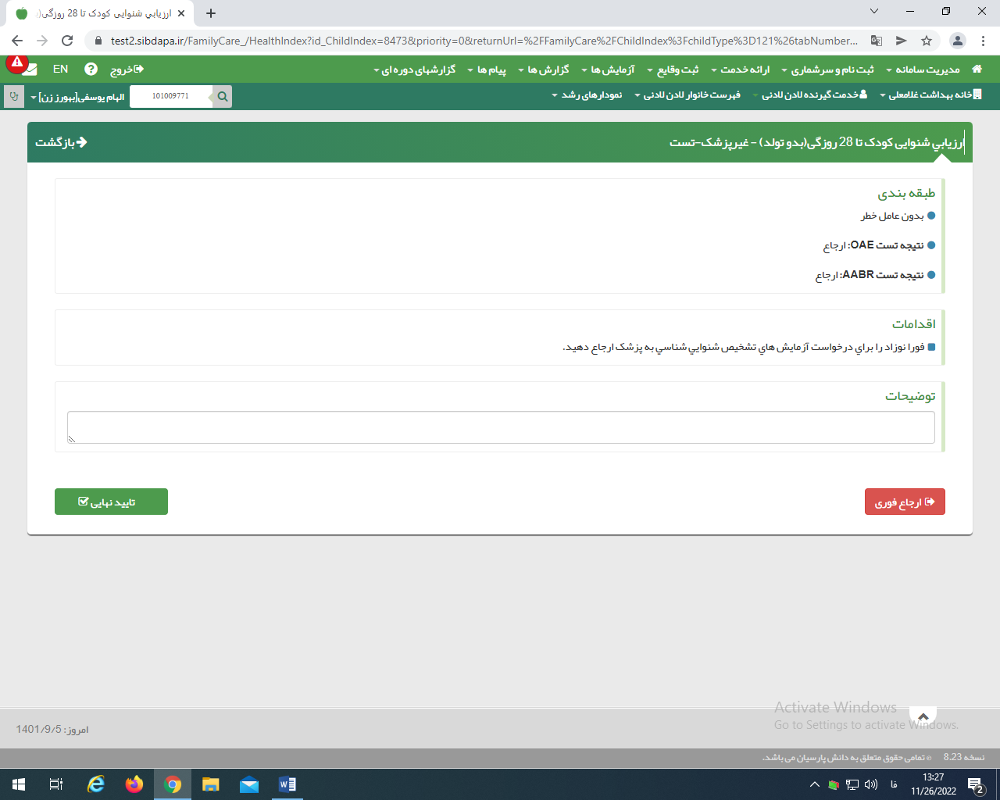 ارزيابي شنوایی کودک تا 28 روزگی(
test2.sibdapa.ir/FamilyCare_/HealthIndex?id_ChildIndex=8473&priority=0&returnUrl=%2FFamilyCare%2FChildIndex%3FchildType%3D121%26tabNumber...
مدیریت سامانه ثبت نام و سرشماری ارائه خدمت ثبت وقایع آزمایش ها گزارش ها پیام ها گزارشهای دوره ای خروج EN
خانه بهداشت غلامعلی خدمت گیرنده لادن لادنی فهرست خانوار لادن لادنی نمودارهای رشد 101009771 الهام یوسفی[بهورز زن]
ارزيابي شنوایی کودک تا 28 روزگی(بدو تولد) - غیرپزشک-تست بازگشت
طبقه بندی
بدون عامل خطر
نتیجه تست OAE: ارجاع
نتیجه تست AABR: ارجاع
اقدامات
فورا نوزاد را براي درخواست آزمايش هاي تشخيص شنوايي شناسي به پزشک ارجاع دهيد.
توضیحات
ارجاع فوری تایید نهایی
Activate Windows
Go to Settings to activate Windows.
امروز: 1401/9/5
نسخه 8.23 © تمامی حقوق متعلق به دانش پارسیان می باشد.
فا 13:27
11/26/2022 2